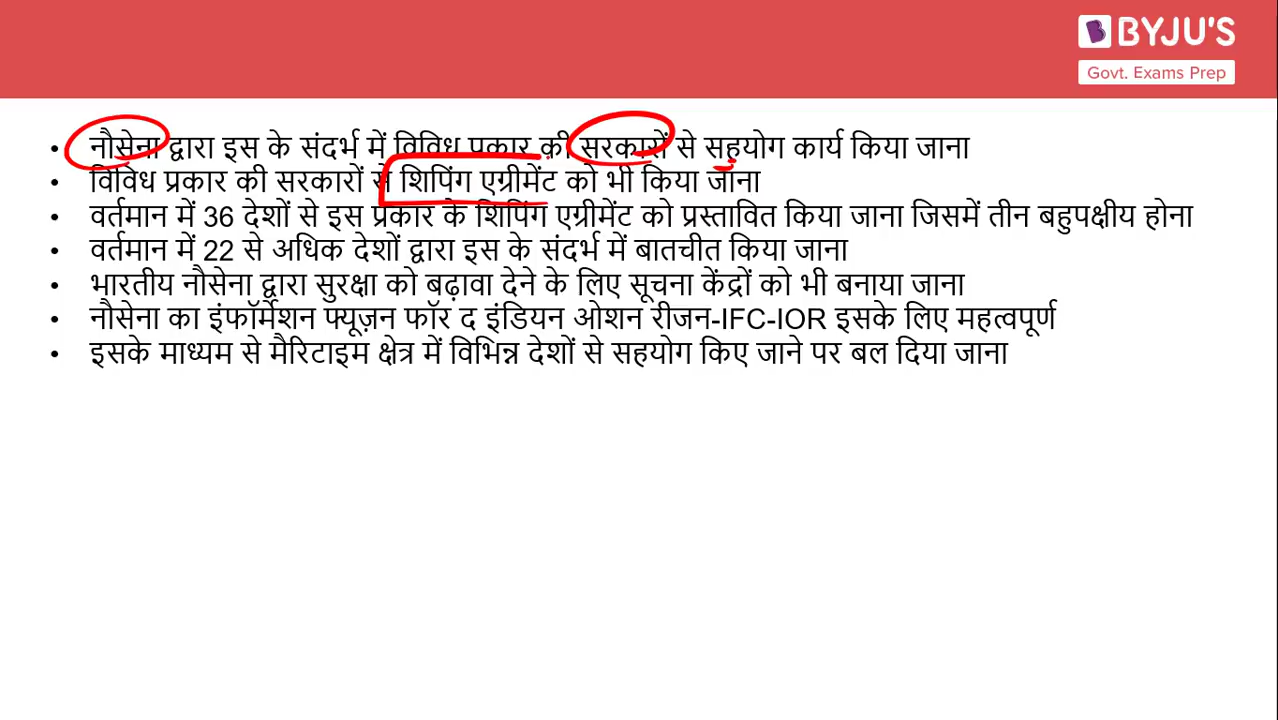 BYJU'S
Govt. Exams Prep
• नौसेना द्वारा इस के संदर्भ में विविध प्रकार की सरकारों से सहयोग कार्य किया जाना
• विविध प्रकार की सरकारों से शिपिंग एग्रीमेंट को भी किया जाना
• वर्तमान में 36 देशों से इस प्रकार के शिपिंग एग्रीमेंट को प्रस्तावित किया जाना जिसमें तीन बहुपक्षीय होना
• वर्तमान में 22 से अधिक देशों द्वारा इस के संदर्भ में बातचीत किया जाना
• भारतीय नौसेना द्वारा सुरक्षा को बढ़ावा देने के लिए सूचना केंद्रों को भी बनाया जाना
• नौसेना का इंफॉर्मेशन फ्यूज़न फॉर द इंडियन ओशन रीजन-IFC-IOR इसके लिए महत्वपूर्ण
• इसके माध्यम से मैरिटाइम क्षेत्र में विभिन्न देशों से सहयोग किए जाने पर बल दिया जाना